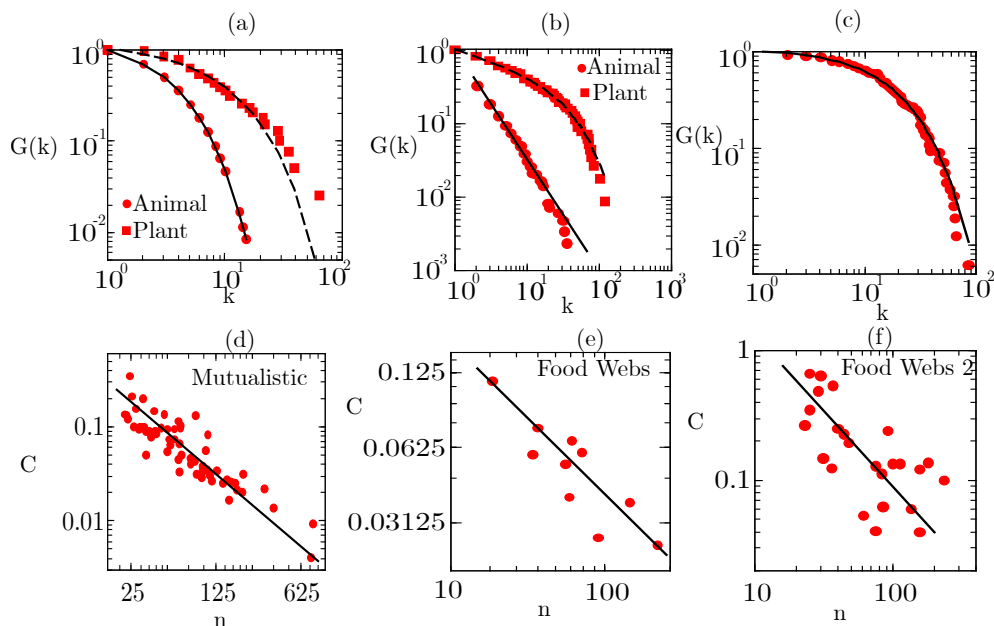 (a)
10^0
10^-1
10^-2
G(k)
Animal
Plant
10^0
10^1
10^2
k
(b)
10^0
10^-1
10^-2
10^-3
G(k)
Animal
Plant
10^0
10^1
10^2
10^3
k
(c)
10^0
10^-1
10^-2
G(k)
10^0
10^1
10^2
k
(d)
Mutualistic
0.1
0.01
C
25
125
625
n
(e)
Food Webs
0.125
0.0625
0.03125
C
10
100
n
(f)
Food Webs 2
1
0.1
C
10
100
n